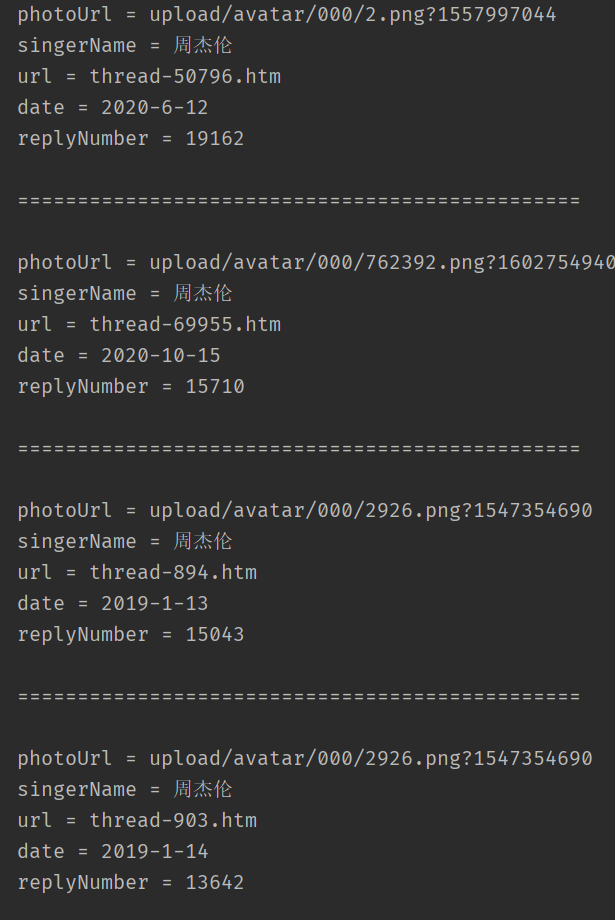 photoUrl = upload/avatar/000/2.png?1557997044
singerName = 周杰伦
url = thread-50796.htm
date = 2020-6-12
replyNumber = 19162
===============================================
photoUrl = upload/avatar/000/762392.png?1602754940
singerName = 周杰伦
url = thread-69955.htm
date = 2020-10-15
replyNumber = 15710
===============================================
photoUrl = upload/avatar/000/2926.png?1547354690
singerName = 周杰伦
url = thread-894.htm
date = 2019-1-13
replyNumber = 15043
===============================================
photoUrl = upload/avatar/000/2926.png?1547354690
singerName = 周杰伦
url = thread-903.htm
date = 2019-1-14
replyNumber = 13642